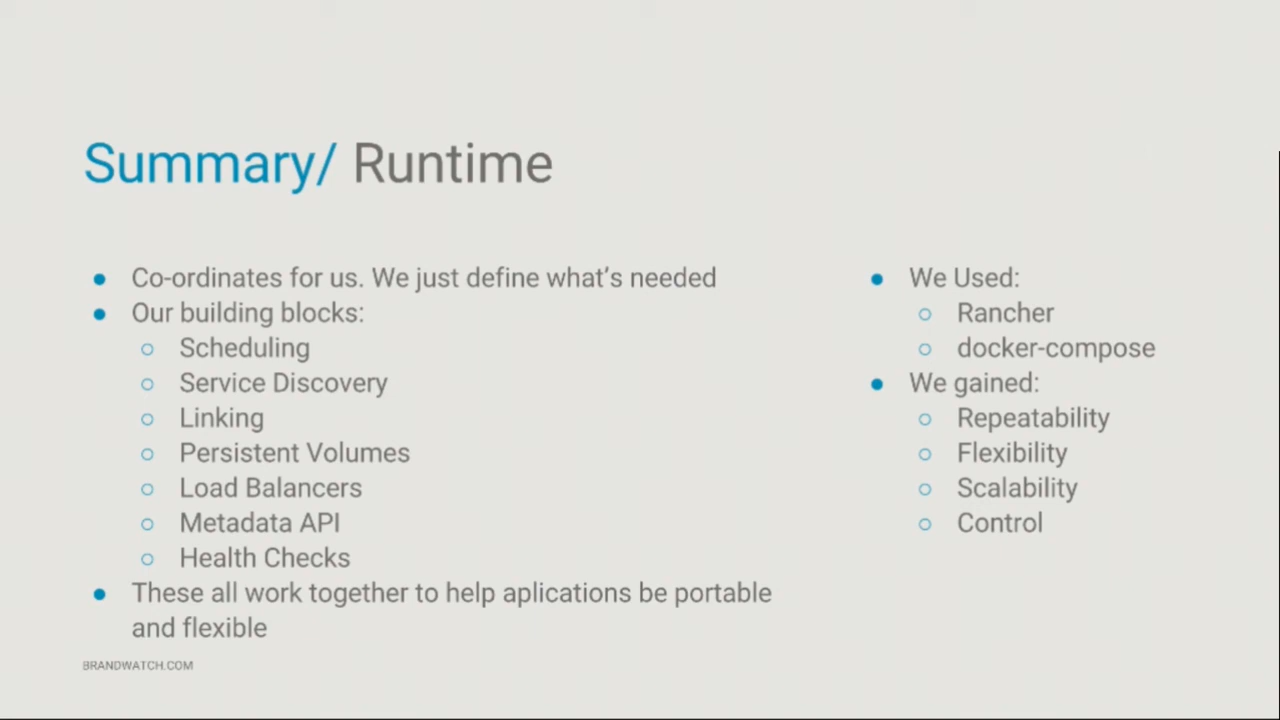 Summary/ Runtime
● Co-ordinates for us. We just define what’s needed
● Our building blocks:
○ Scheduling
○ Service Discovery
○ Linking
○ Persistent Volumes
○ Load Balancers
○ Metadata API
○ Health Checks
● These all work together to help aplications be portable
and flexible
● We Used:
○ Rancher
○ docker-compose
● We gained:
○ Repeatability
○ Flexibility
○ Scalability
○ Control
BRANDWATCH.COM